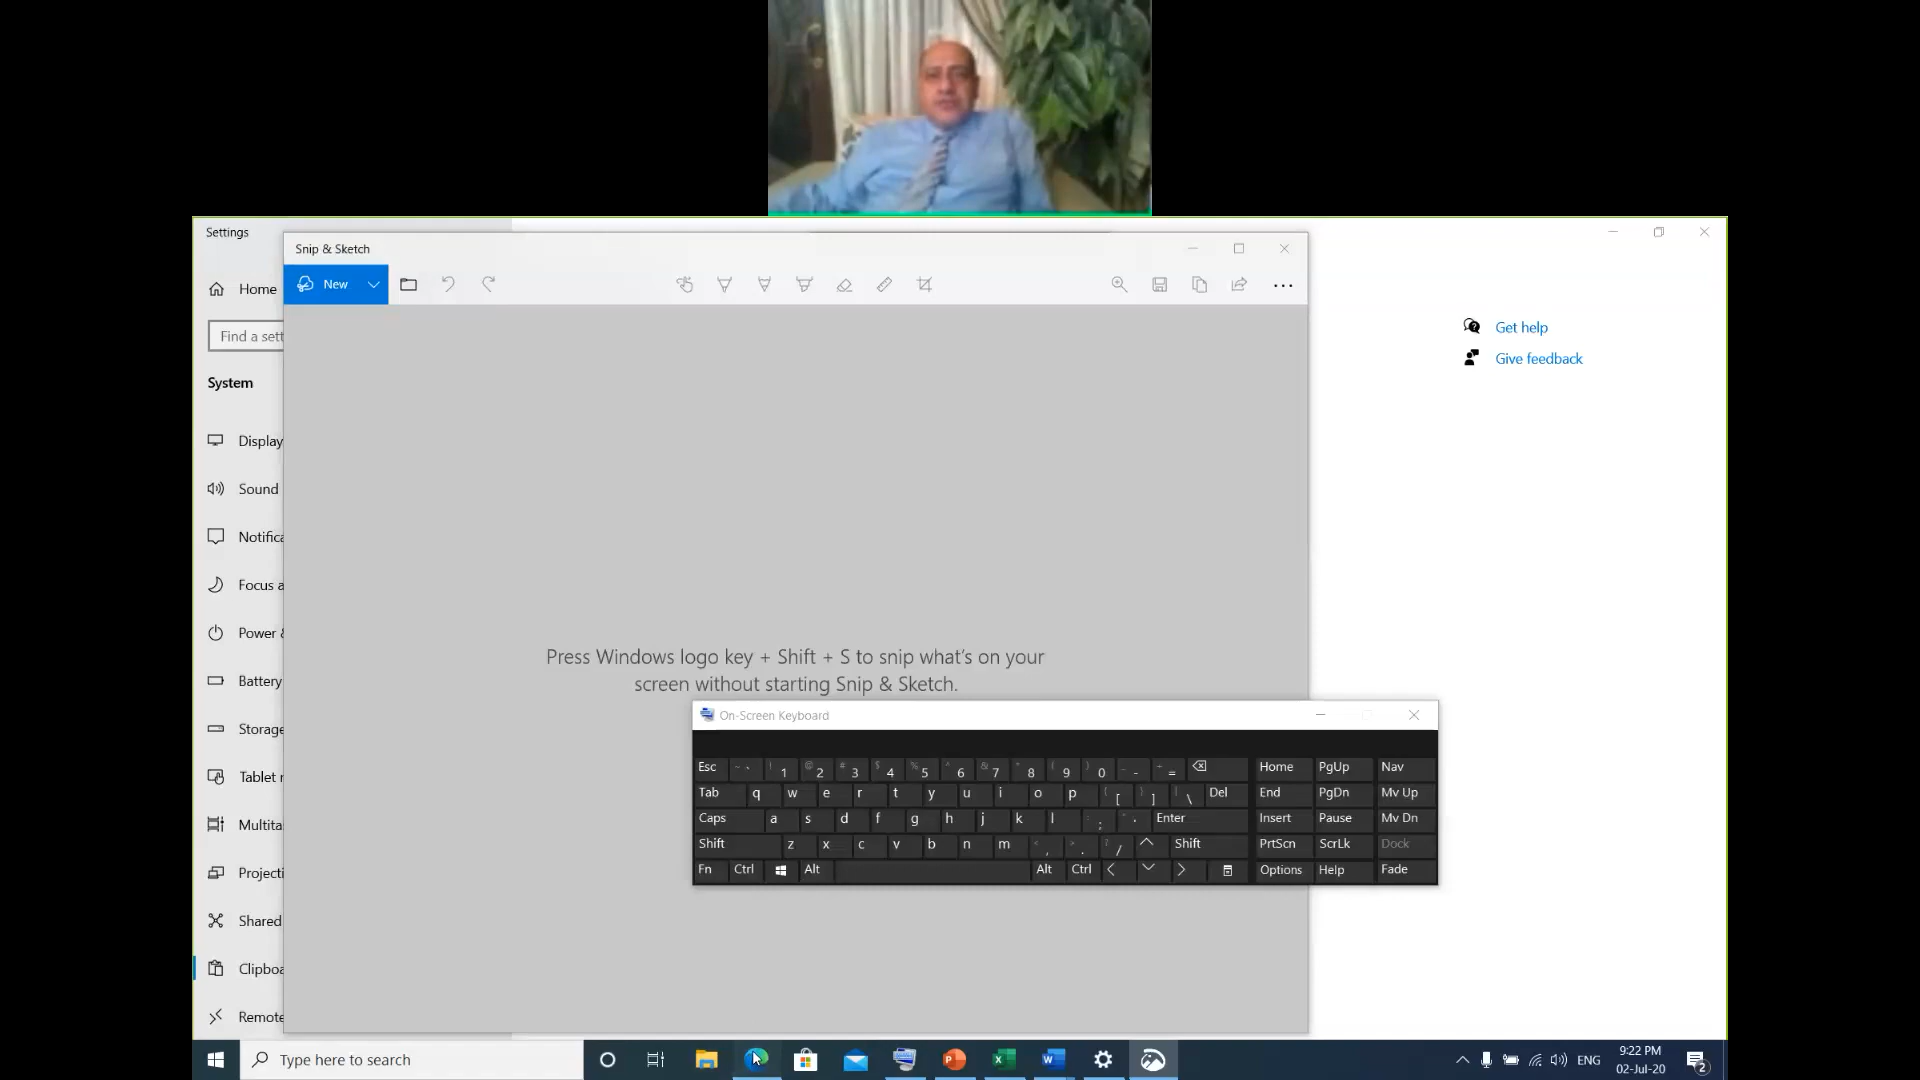 Settings
Snip & Sketch
Home
New
Find a sett
Get help
Give feedback
System
Display
Sound
Notifica
Focus a
Power &
Battery
Storage
Tablet r
Multita
Projecti
Shared
Clipboa
Remote
Press Windows logo key + Shift + S to snip what's on your
screen without starting Snip & Sketch.
On-Screen Keyboard
Esc ~ ` ! 1 @ 2 # 3 $ 4 % 5 ^ 6 & 7 * 8 ( 9 ) 0 _ - + = Home PgUp Nav
Tab q w e r t y u i o p { [ } ] | \ Del End PgDn Mv Up
Caps a s d f g h j k l : ; Enter Insert Pause Mv Dn
Shift z x c v b n m < , > . ? / Shift PrtScn ScrLk Dock
Fn Ctrl Alt Alt Ctrl Options Help Fade
Type here to search
ENG
9:22 PM
02-Jul-20
2